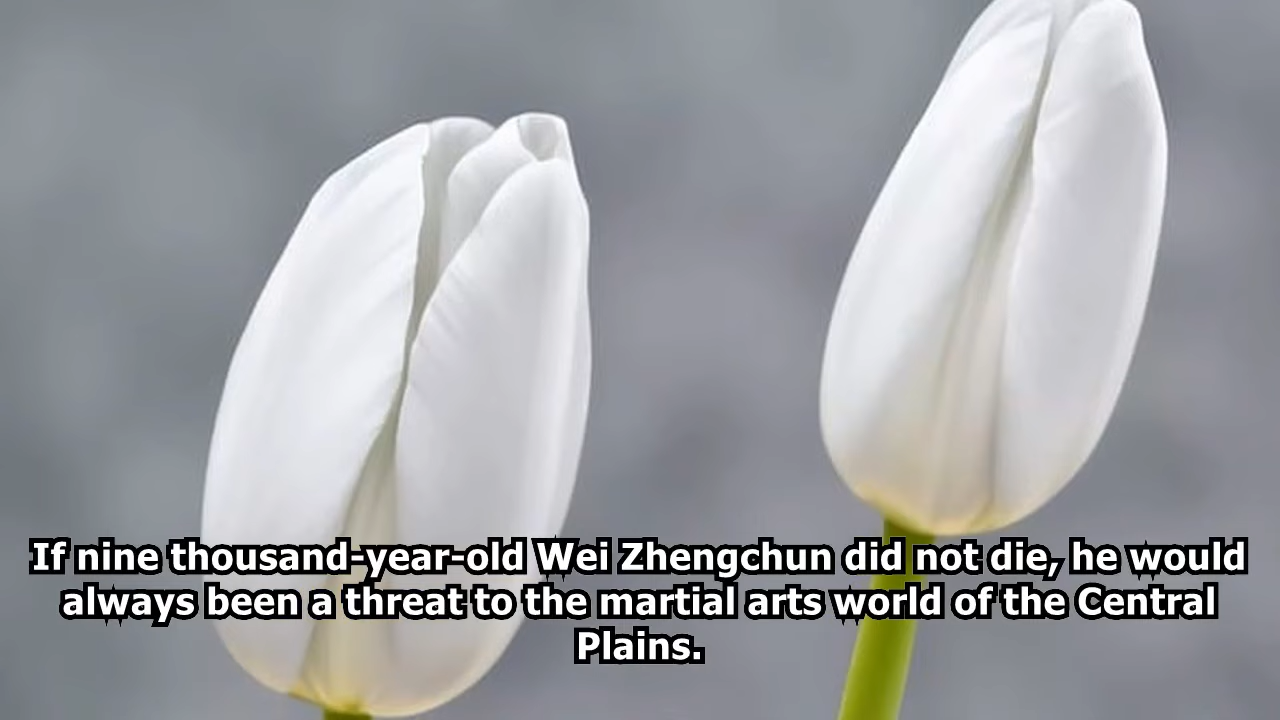 If nine thousand-year-old Wei Zhengchun did not die, he would
always been a threat to the martial arts world of the Central
Plains.